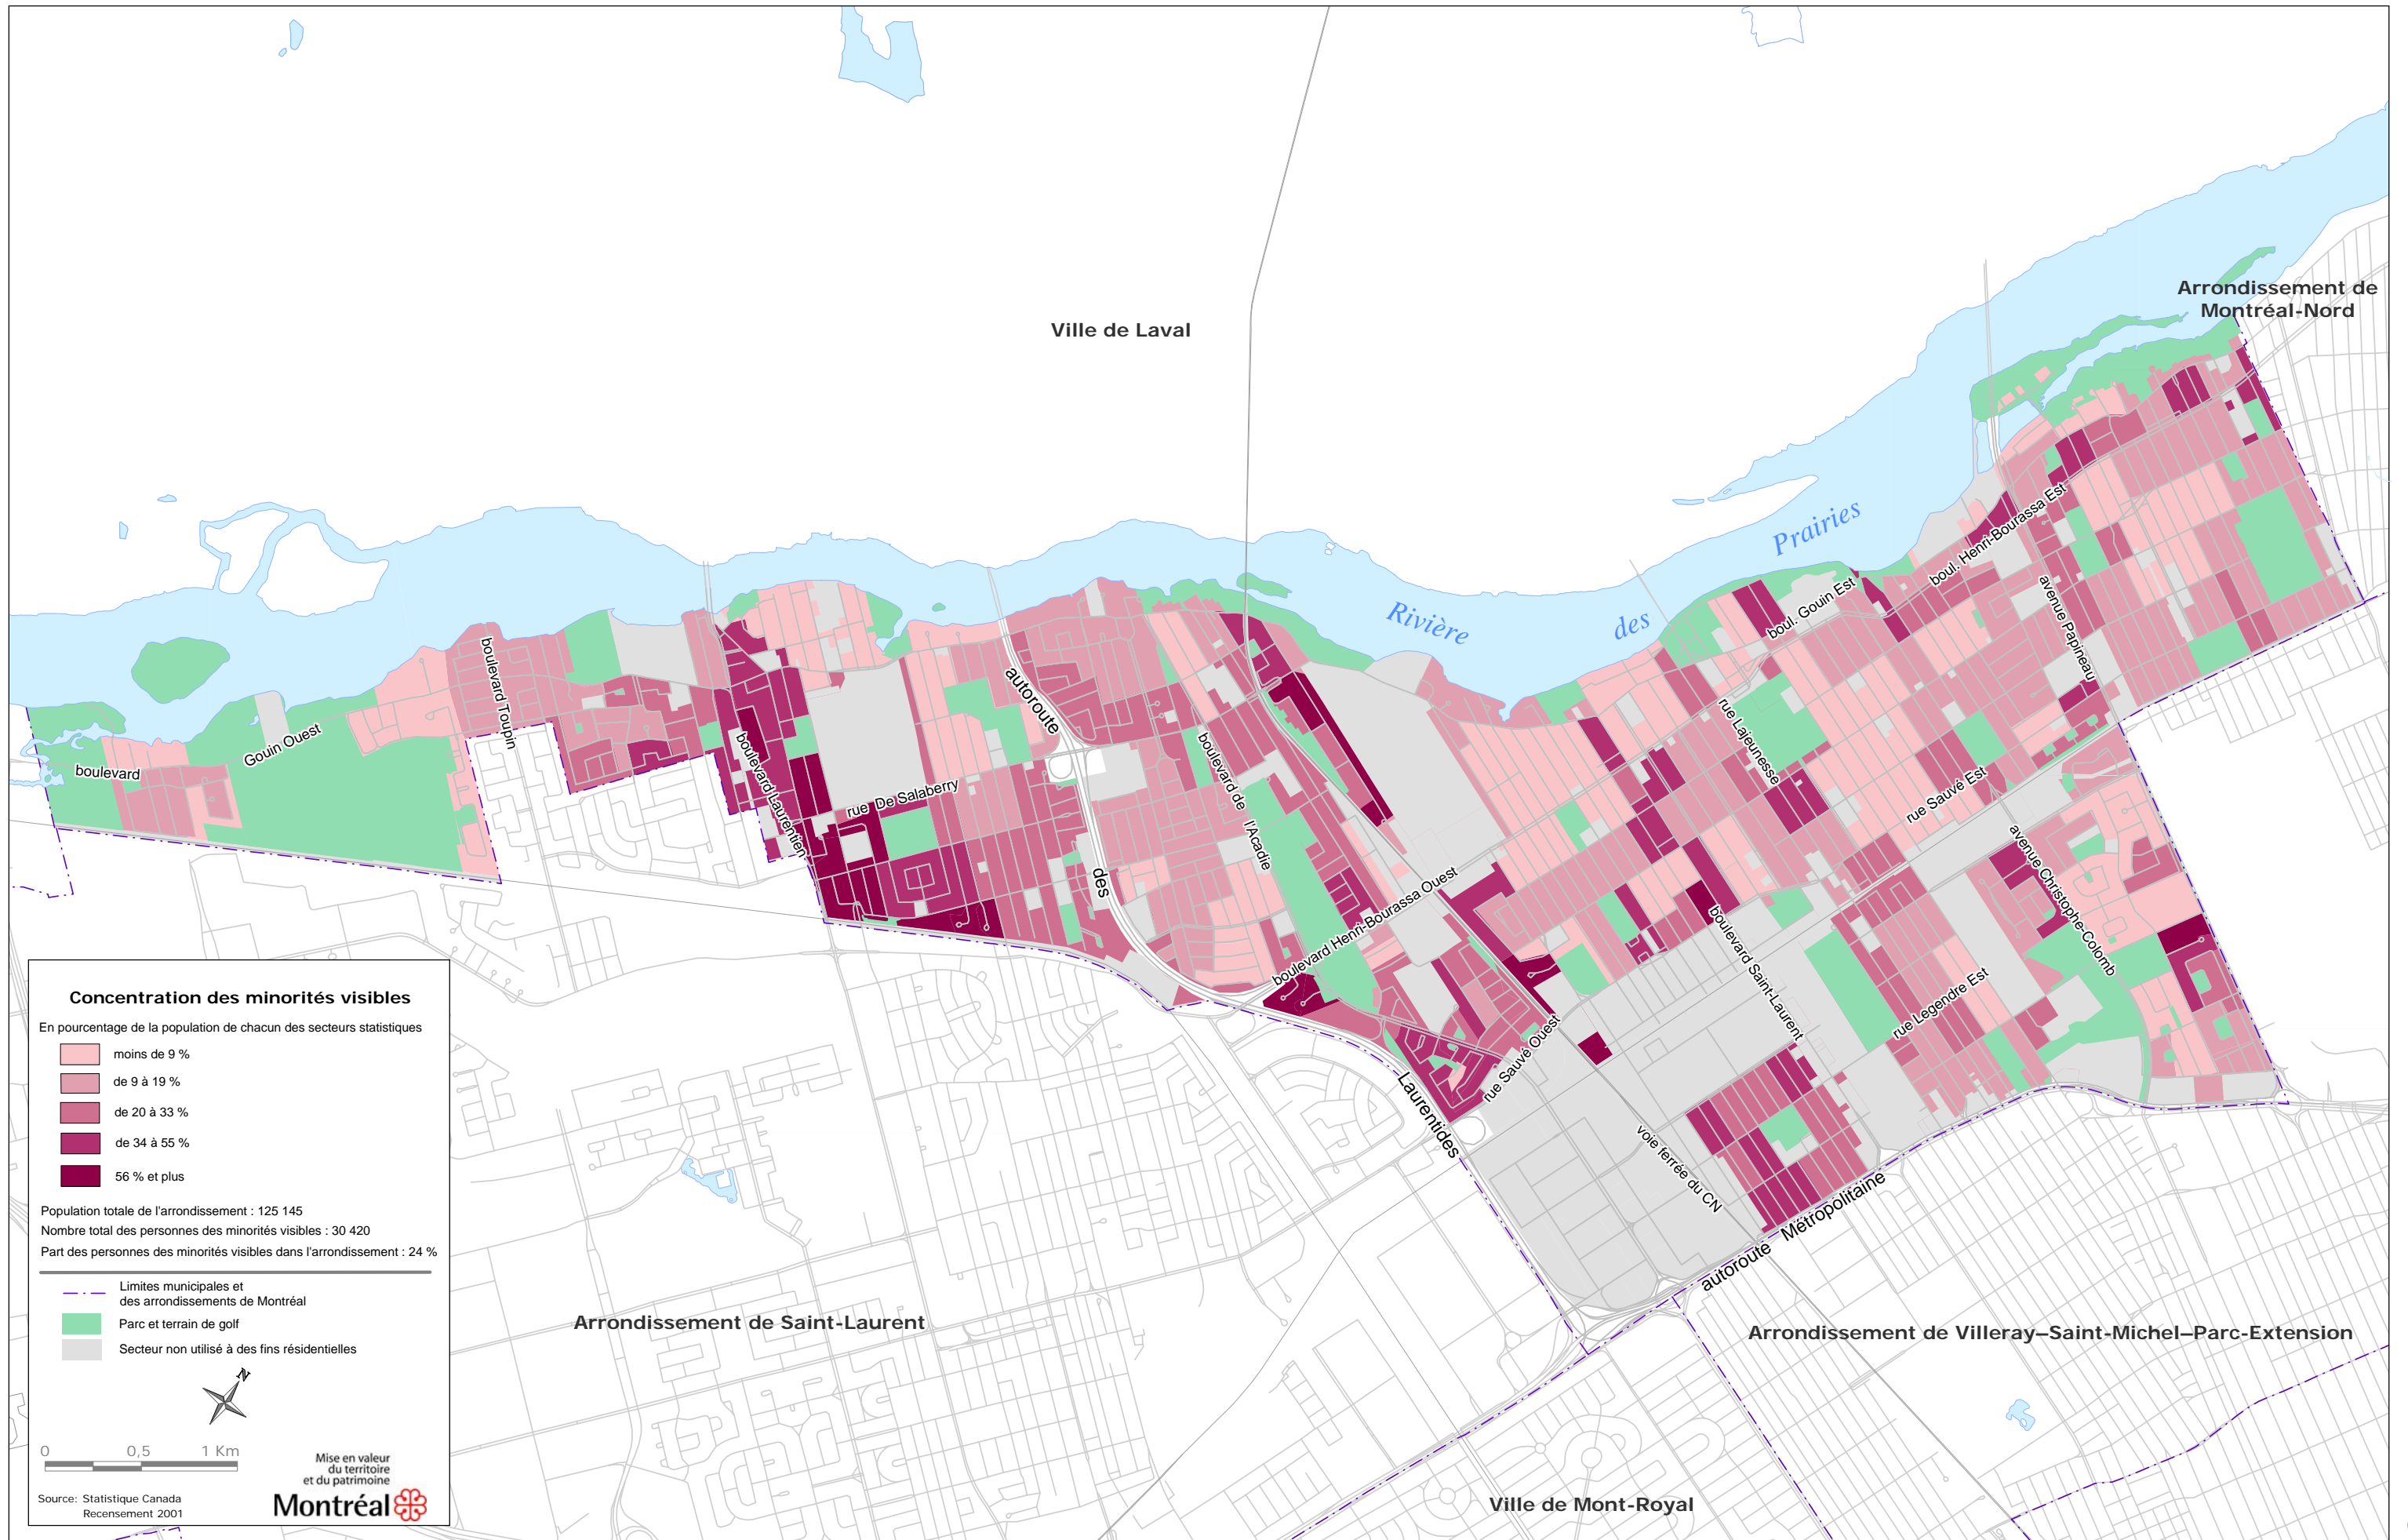 Ville de Laval
Arrondissement de
Montréal-Nord
Rivière
des
Prairies
boulevard
Gouin Ouest
boulevard Toupin
boulevard Laurentien
rue De Salaberry
autoroute
des
Laurentides
boulevard de
l'Acadie
boulevard Henri-Bourassa Ouest
rue Sauvé Ouest
boul. Gouin Est
boul. Henri-Bourassa Est
rue Lajeunesse
avenue Papineau
rue Sauvé Est
avenue Christophe-Colomb
boulevard Saint-Laurent
rue Legendre Est
voie ferrée du CN
autoroute Métropolitaine
Arrondissement de Saint-Laurent
Arrondissement de Villeray–Saint-Michel–Parc-Extension
Ville de Mont-Royal
Concentration des minorités visibles
En pourcentage de la population de chacun des secteurs statistiques
moins de 9 %
de 9 à 19 %
de 20 à 33 %
de 34 à 55 %
56 % et plus
Population totale de l'arrondissement : 125 145
Nombre total des personnes des minorités visibles : 30 420
Part des personnes des minorités visibles dans l'arrondissement : 24 %
Limites municipales et
des arrondissements de Montréal
Parc et terrain de golf
Secteur non utilisé à des fins résidentielles
N
0 0,5 1 Km
Mise en valeur
du territoire
et du patrimoine
Montréal
Source: Statistique Canada
Recensement 2001